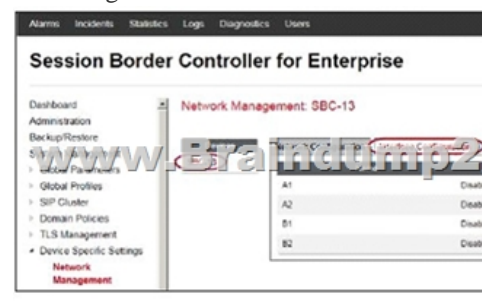 Alarms Incidents Statistics Logs Diagnostics Users
Session Border Controller for Enterprise
Dashboard
Administration
Backup/Restore
Network Management: SBC-13
www.Braindump2
Global Parameters
Global Profiles
SIP Cluster
Domain Policies
TLS Management
Device Specific Settings
Network
Management
A1
A2
B1
B2